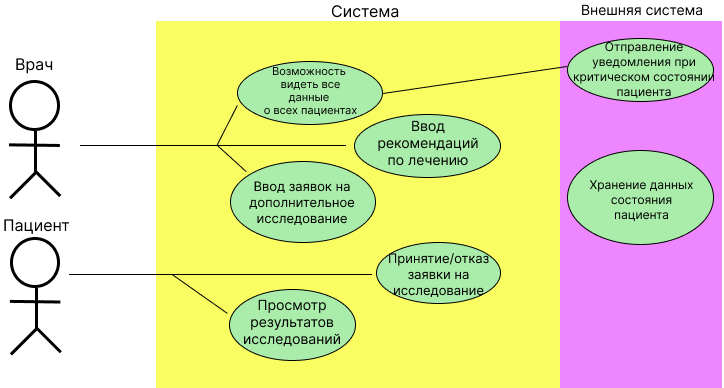 Система
Внешняя система
Врач
Возможность
видеть все
данные
о всех пациентах
Отправление
уведомления при
критическом состоянии
пациента
Ввод
рекомендаций
по лечению
Ввод заявок на
дополнительное
исследование
Хранение данных
состояния
пациента
Пациент
Принятие/отказ
заявки на
исследование
Просмотр
результатов
исследований